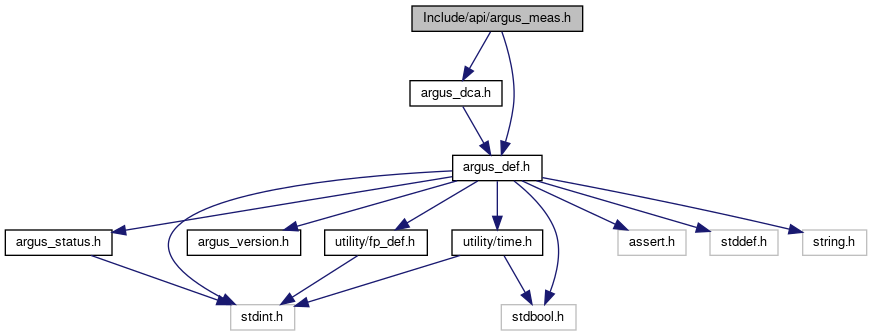 Include/api/argus_meas.h
argus_dca.h
argus_def.h
argus_status.h
argus_version.h
utility/fp_def.h
utility/time.h
assert.h
stddef.h
string.h
stdint.h
stdbool.h